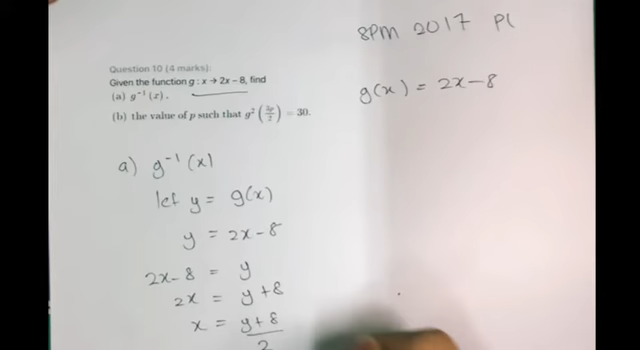 SPM 2017 P1
Question 10 (4 marks):
Given the function g : x → 2x – 8, find
(a) g⁻¹(x).
(b) the value of p such that g²(3p/2) = 30.
g(x) = 2x – 8
a) g⁻¹(x)
let y = g(x)
y = 2x – 8
2x – 8 = y
2x = y + 8
x = y+8
2